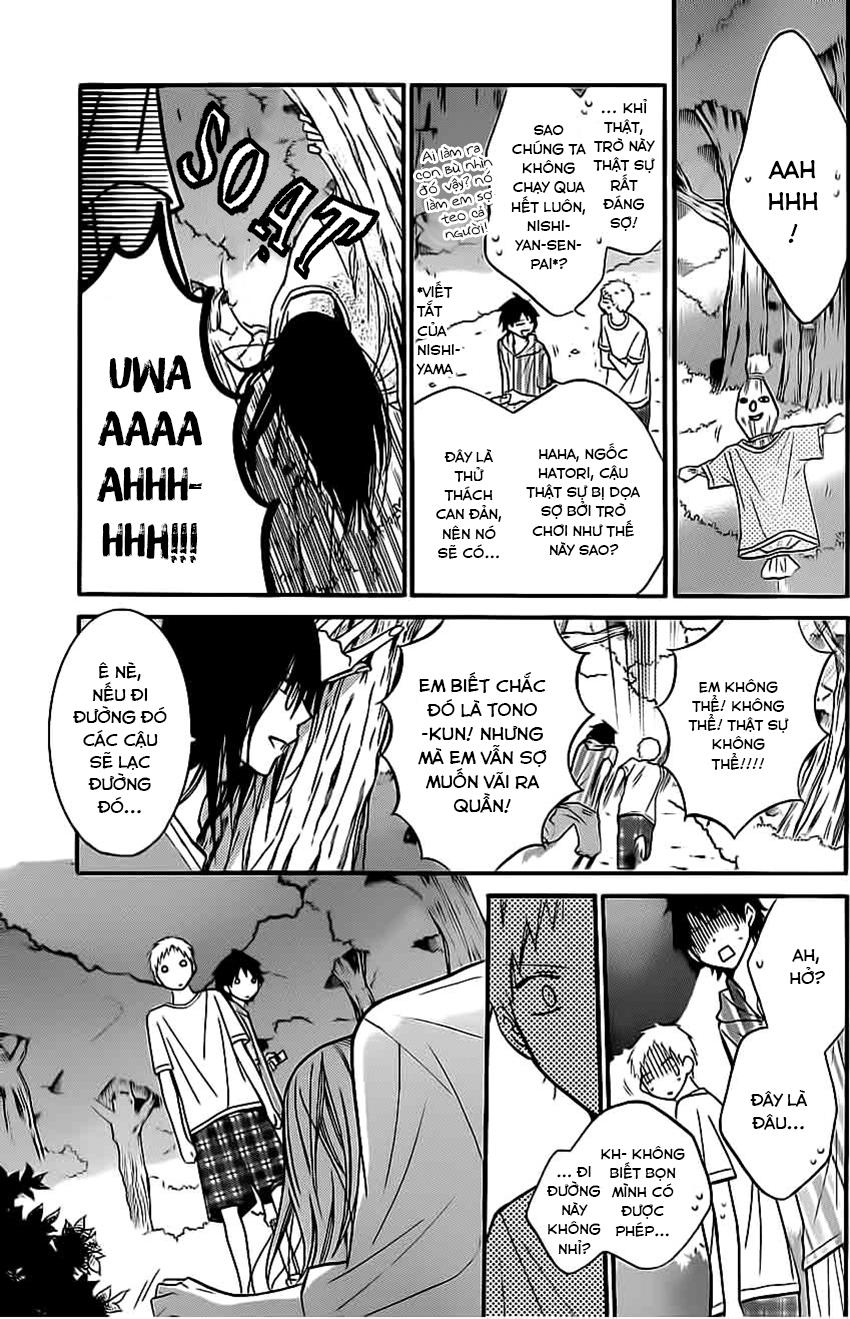 AAH
HHH
!
... KHỈ
THẬT,
TRÒ NÀY
THẬT SỰ
RẤT
ĐÁNG
SỢ!
SAO
CHÚNG TA
KHÔNG
CHẠY QUA
HẾT LUÔN,
NISHI-
YAN-SEN-
PAI*?
Ai làm ra
con bù nhìn
đó vậy? nó
làm em sợ
teo cả
người!
*VIẾT
TẮT
CỦA
NISHI-
YAMA
HAHA, NGỐC
HATORI, CẬU
THẬT SỰ BỊ DỌA
SỢ BỞI TRÒ
CHƠI NHƯ THẾ
NÀY SAO?
ĐÂY LÀ
THỬ
THÁCH
CAN ĐẢN,
NÊN NÓ
SẼ CÓ...
SOẠT
UWA
AAAA
AHHH-
HHH!!!
EM KHÔNG
THỂ! KHÔNG
THỂ! THẬT SỰ
KHÔNG
THỂ!!!!
EM BIẾT CHẮC
ĐÓ LÀ TONO
-KUN! NHƯNG
MÀ EM VẪN SỢ
MUỐN VÃI RA
QUẦN!
Ê NÈ,
NẾU ĐI
ĐƯỜNG ĐÓ
CÁC CẬU
SẼ LẠC
ĐƯỜNG
ĐÓ...
AH,
HỞ?
ĐÂY LÀ
ĐÂU...
KH- KHÔNG
BIẾT BỌN
MÌNH CÓ
ĐƯỢC
PHÉP...
... ĐI
ĐƯỜNG
NÀY
KHÔNG
NHỈ?